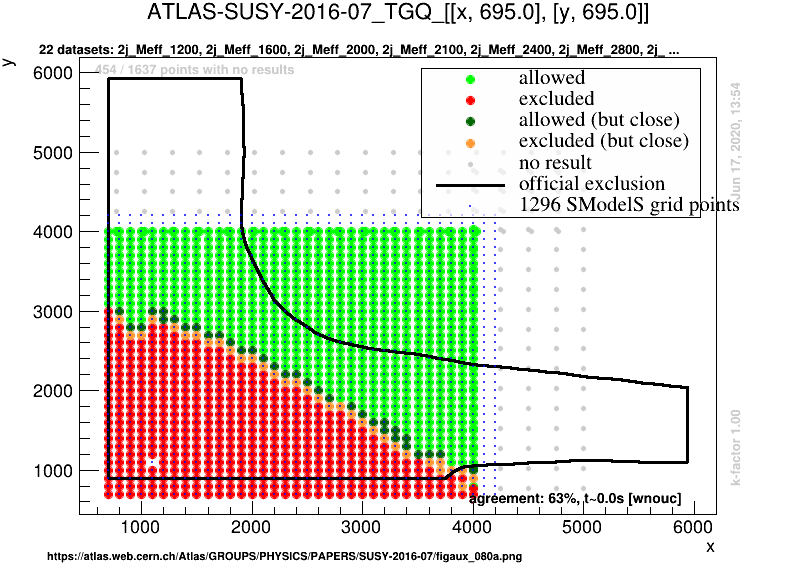 ATLAS-SUSY-2016-07_TGQ_[[x, 695.0], [y, 695.0]]
22 datasets: 2j_Meff_1200, 2j_Meff_1600, 2j_Meff_2000, 2j_Meff_2100, 2j_Meff_2400, 2j_Meff_2800, 2j_ ...
y
454 / 1637 points with no results
allowed
excluded
allowed (but close)
excluded (but close)
no result
official exclusion
1296 SModelS grid points
Jun 17, 2020, 13:54
6000
5000
4000
3000
2000
1000
k-factor 1.00
agreement: 63%, t~0.0s [wnouc]
1000 2000 3000 4000 5000 6000
x
https://atlas.web.cern.ch/Atlas/GROUPS/PHYSICS/PAPERS/SUSY-2016-07/figaux_080a.png